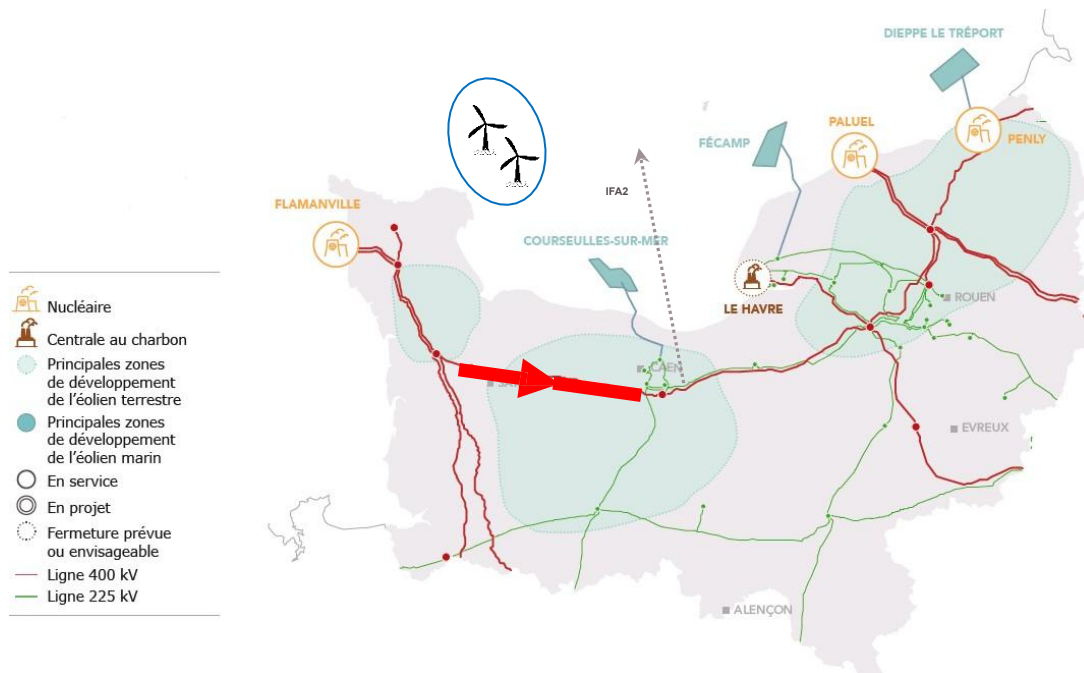 DIEPPE LE TRÉPORT
PALUEL
PENLY
FÉCAMP
IFA2
FLAMANVILLE
COURSEULLES-SUR-MER
LE HAVRE
ROUEN
CAEN
EVREUX
ALENÇON
Nucléaire
Centrale au charbon
Principales zones
de développement
de l'éolien terrestre
Principales zones
de développement
de l'éolien marin
En service
En projet
Fermeture prévue
ou envisageable
Ligne 400 kV
Ligne 225 kV